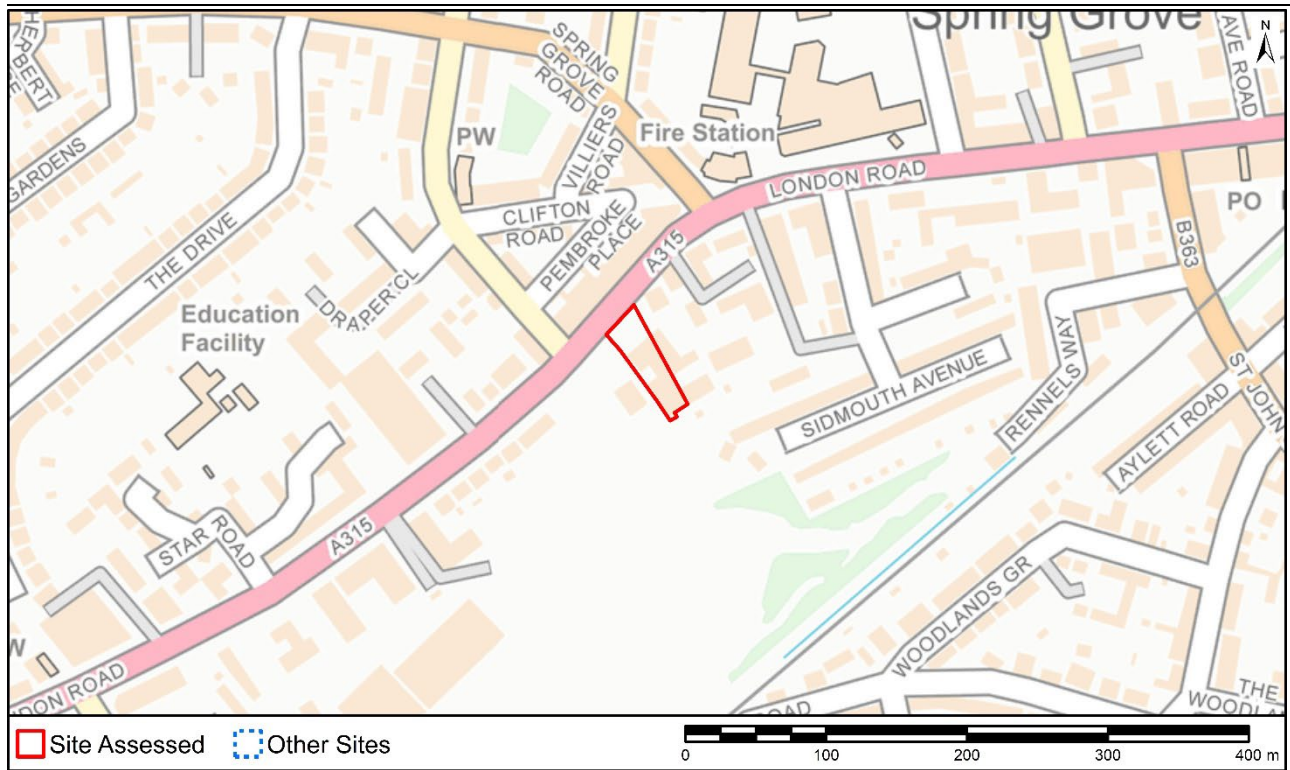 Spring Grove
N
HERBERT
AVE ROAD
SPRING
GROVE
ROAD
PW
VILLIERS
ROAD
Fire Station
GARDENS
LONDON ROAD
THE DRIVE
CLIFTON
ROAD
PEMBROKE
PLACE
PO
A315
B363
DRAPER CL
Education
Facility
SIDMOUTH AVENUE
RENNELS WAY
ST JOHN
AYLETT ROAD
STAR ROAD
A315
WOODLANDS GR
W
DON ROAD
OAD
THE
WOODLA
Site Assessed
Other Sites
0 100 200 300 400 m